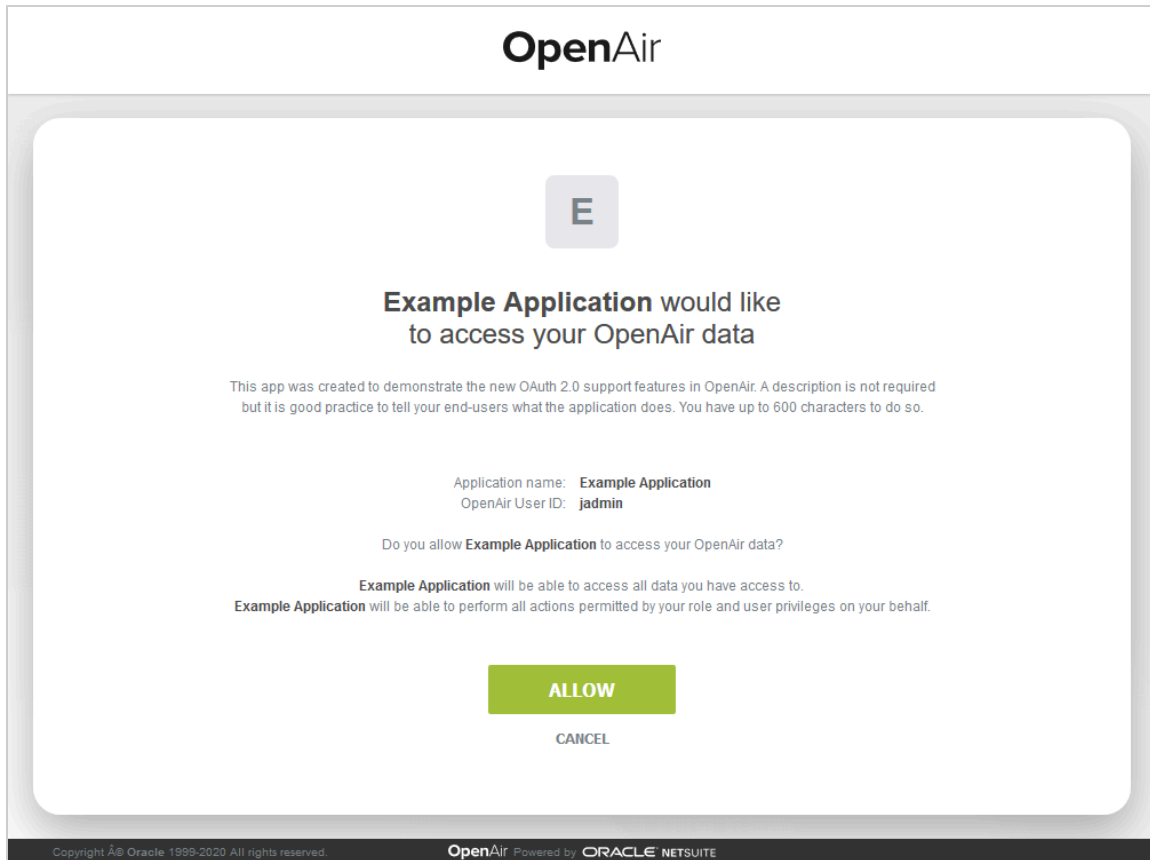 OpenAir
E
Example Application would like
to access your OpenAir data
This app was created to demonstrate the new OAuth 2.0 support features in OpenAir. A description is not required
but it is good practice to tell your end-users what the application does. You have up to 600 characters to do so.
Application name: Example Application
OpenAir User ID: jadmin
Do you allow Example Application to access your OpenAir data?
Example Application will be able to access all data you have access to.
Example Application will be able to perform all actions permitted by your role and user privileges on your behalf.
ALLOW
CANCEL
Copyright Â© Oracle 1999-2020 All rights reserved. OpenAir Powered by ORACLE NETSUITE